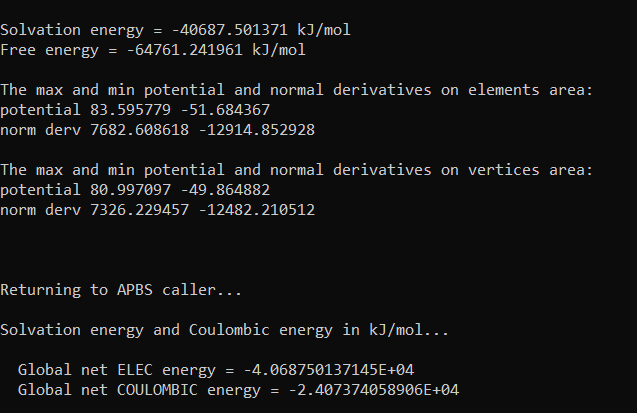 Solvation energy = -40687.501371 kJ/mol
Free energy = -64761.241961 kJ/mol
The max and min potential and normal derivatives on elements area:
potential 83.595779 -51.684367
norm derv 7682.608618 -12914.852928
The max and min potential and normal derivatives on vertices area:
potential 80.997097 -49.864882
norm derv 7326.229457 -12482.210512
Returning to APBS caller...
Solvation energy and Coulombic energy in kJ/mol...
Global net ELEC energy = -4.068750137145E+04
Global net COULOMBIC energy = -2.407374058906E+04